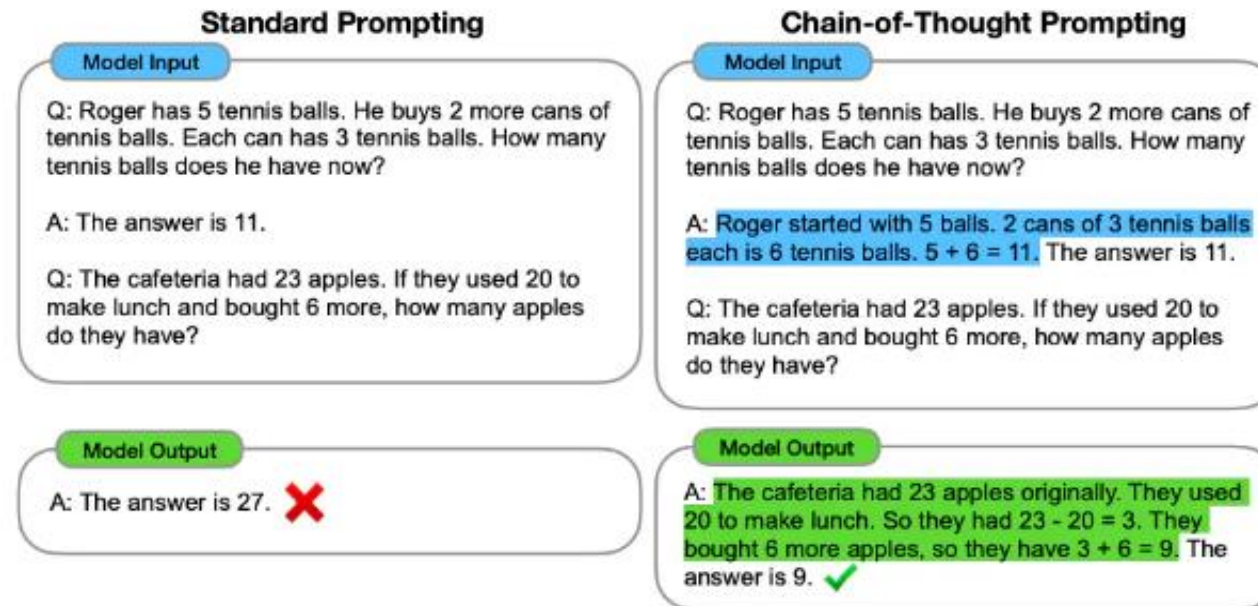 Standard Prompting
Model Input
Q: Roger has 5 tennis balls. He buys 2 more cans of
tennis balls. Each can has 3 tennis balls. How many
tennis balls does he have now?
A: The answer is 11.
Q: The cafeteria had 23 apples. If they used 20 to
make lunch and bought 6 more, how many apples
do they have?
Model Output
A: The answer is 27.
Chain-of-Thought Prompting
Model Input
Q: Roger has 5 tennis balls. He buys 2 more cans of
tennis balls. Each can has 3 tennis balls. How many
tennis balls does he have now?
A: Roger started with 5 balls. 2 cans of 3 tennis balls
each is 6 tennis balls. 5 + 6 = 11. The answer is 11.
Q: The cafeteria had 23 apples. If they used 20 to
make lunch and bought 6 more, how many apples
do they have?
Model Output
A: The cafeteria had 23 apples originally. They used
20 to make lunch. So they had 23 - 20 = 3. They
bought 6 more apples, so they have 3 + 6 = 9. The
answer is 9.